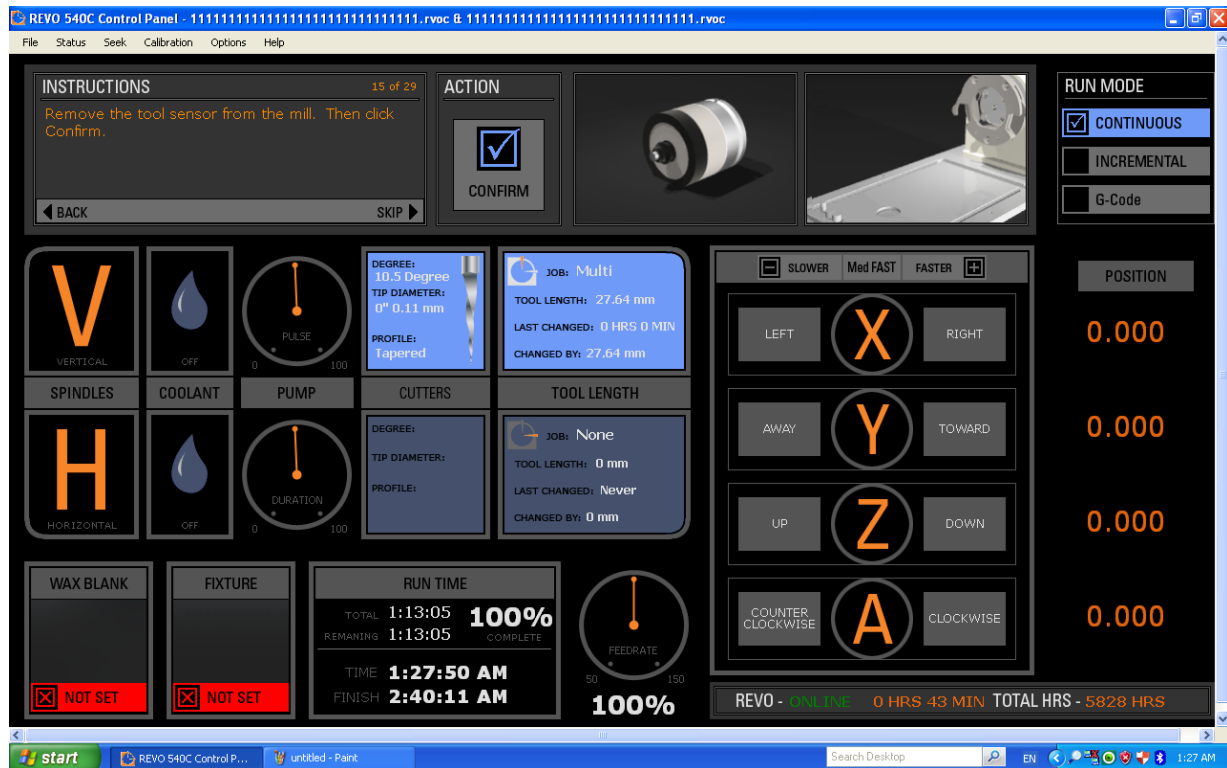 REVO 540C Control Panel - 11111111111111111111111111111111.rvoc & 11111111111111111111111111111111.rvoc
File Status Seek Calibration Options Help
INSTRUCTIONS 15 of 29
Remove the tool sensor from the mill. Then click
Confirm.
BACK SKIP
ACTION
CONFIRM
RUN MODE
CONTINUOUS
INCREMENTAL
G-Code
V
VERTICAL
OFF
PULSE
0 100
DEGREE:
10.5 Degree
TIP DIAMETER:
0" 0.11 mm
PROFILE:
Tapered
JOB: Multi
TOOL LENGTH: 27.64 mm
LAST CHANGED: 0 HRS 0 MIN
CHANGED BY: 27.64 mm
SPINDLES COOLANT PUMP CUTTERS TOOL LENGTH
H
HORIZONTAL
OFF
DURATION
0 100
DEGREE:
TIP DIAMETER:
PROFILE:
JOB: None
TOOL LENGTH: 0 mm
LAST CHANGED: Never
CHANGED BY: 0 mm
SLOWER Med FAST FASTER
POSITION
LEFT X RIGHT 0.000
AWAY Y TOWARD 0.000
UP Z DOWN 0.000
COUNTER
CLOCKWISE A CLOCKWISE 0.000
WAX BLANK
NOT SET
FIXTURE
NOT SET
RUN TIME
TOTAL 1:13:05 100%
REMANING 1:13:05 COMPLETE
TIME 1:27:50 AM
FINISH 2:40:11 AM
FEEDRATE
50 150
100%
REVO - ONLINE 0 HRS 43 MIN TOTAL HRS - 5828 HRS
start REVO 540C Control P... untitled - Paint Search Desktop EN 1:27 AM